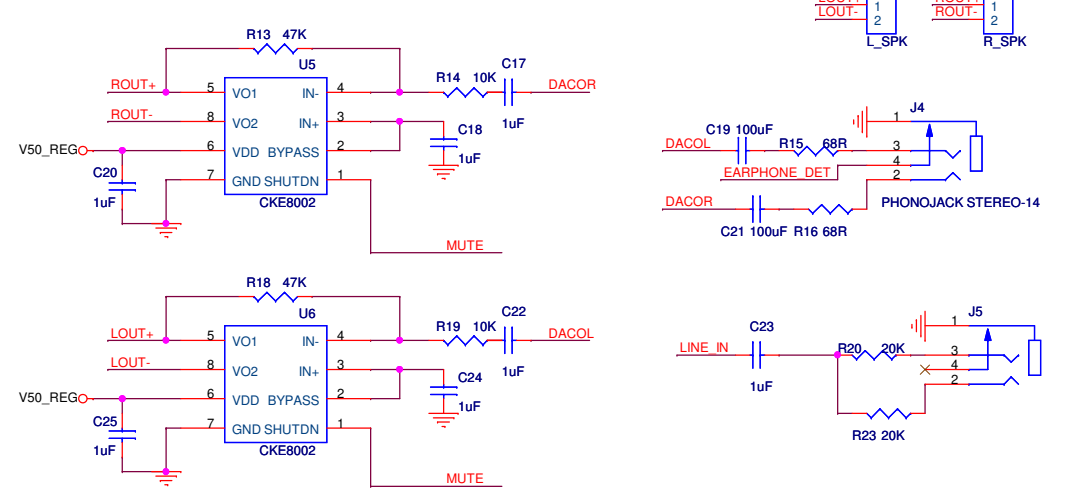 R13 47K
U5
ROUT+ 5 VO1 IN- 4 R14 10K C17 DACOR
1uF
ROUT- 8 VO2 IN+ 3 C18
1uF
V50_REG 6 VDD BYPASS 2
C20
1uF
7 GND SHUTDN 1
CKE8002
MUTE
R18 47K
U6
LOUT+ 5 VO1 IN- 4 R19 10K C22 DACOL
1uF
LOUT- 8 VO2 IN+ 3 C24
1uF
V50_REG 6 VDD BYPASS 2
C25
1uF
7 GND SHUTDN 1
CKE8002
MUTE
1
LOUT- 2
L_SPK
1
ROUT- 2
R_SPK
J4
1
DACOL C19 100uF R15 68R 3
EARPHONE_DET 4
2
DACOR C21 100uF R16 68R
PHONOJACK STEREO-14
J5
1
LINE_IN C23 1uF R20 20K 3
4
2
R23 20K